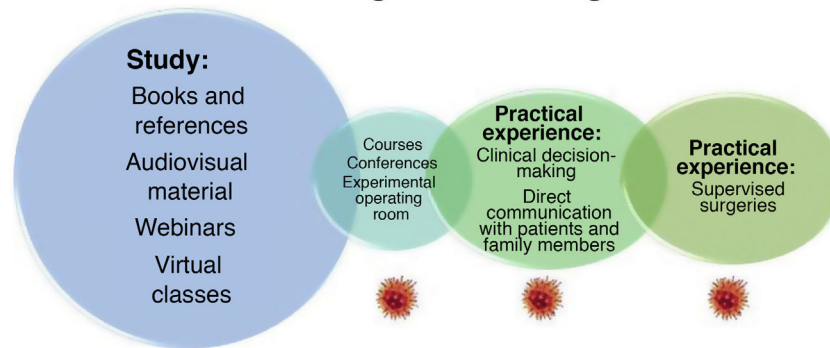 Study:
Books and
references
Audiovisual
material
Webinars
Virtual
classes
Courses
Conferences
Experimental
operating
room
Practical
experience:
Clinical decision-
making
Direct
communication
with patients and
family members
Practical
experience:
Supervised
surgeries